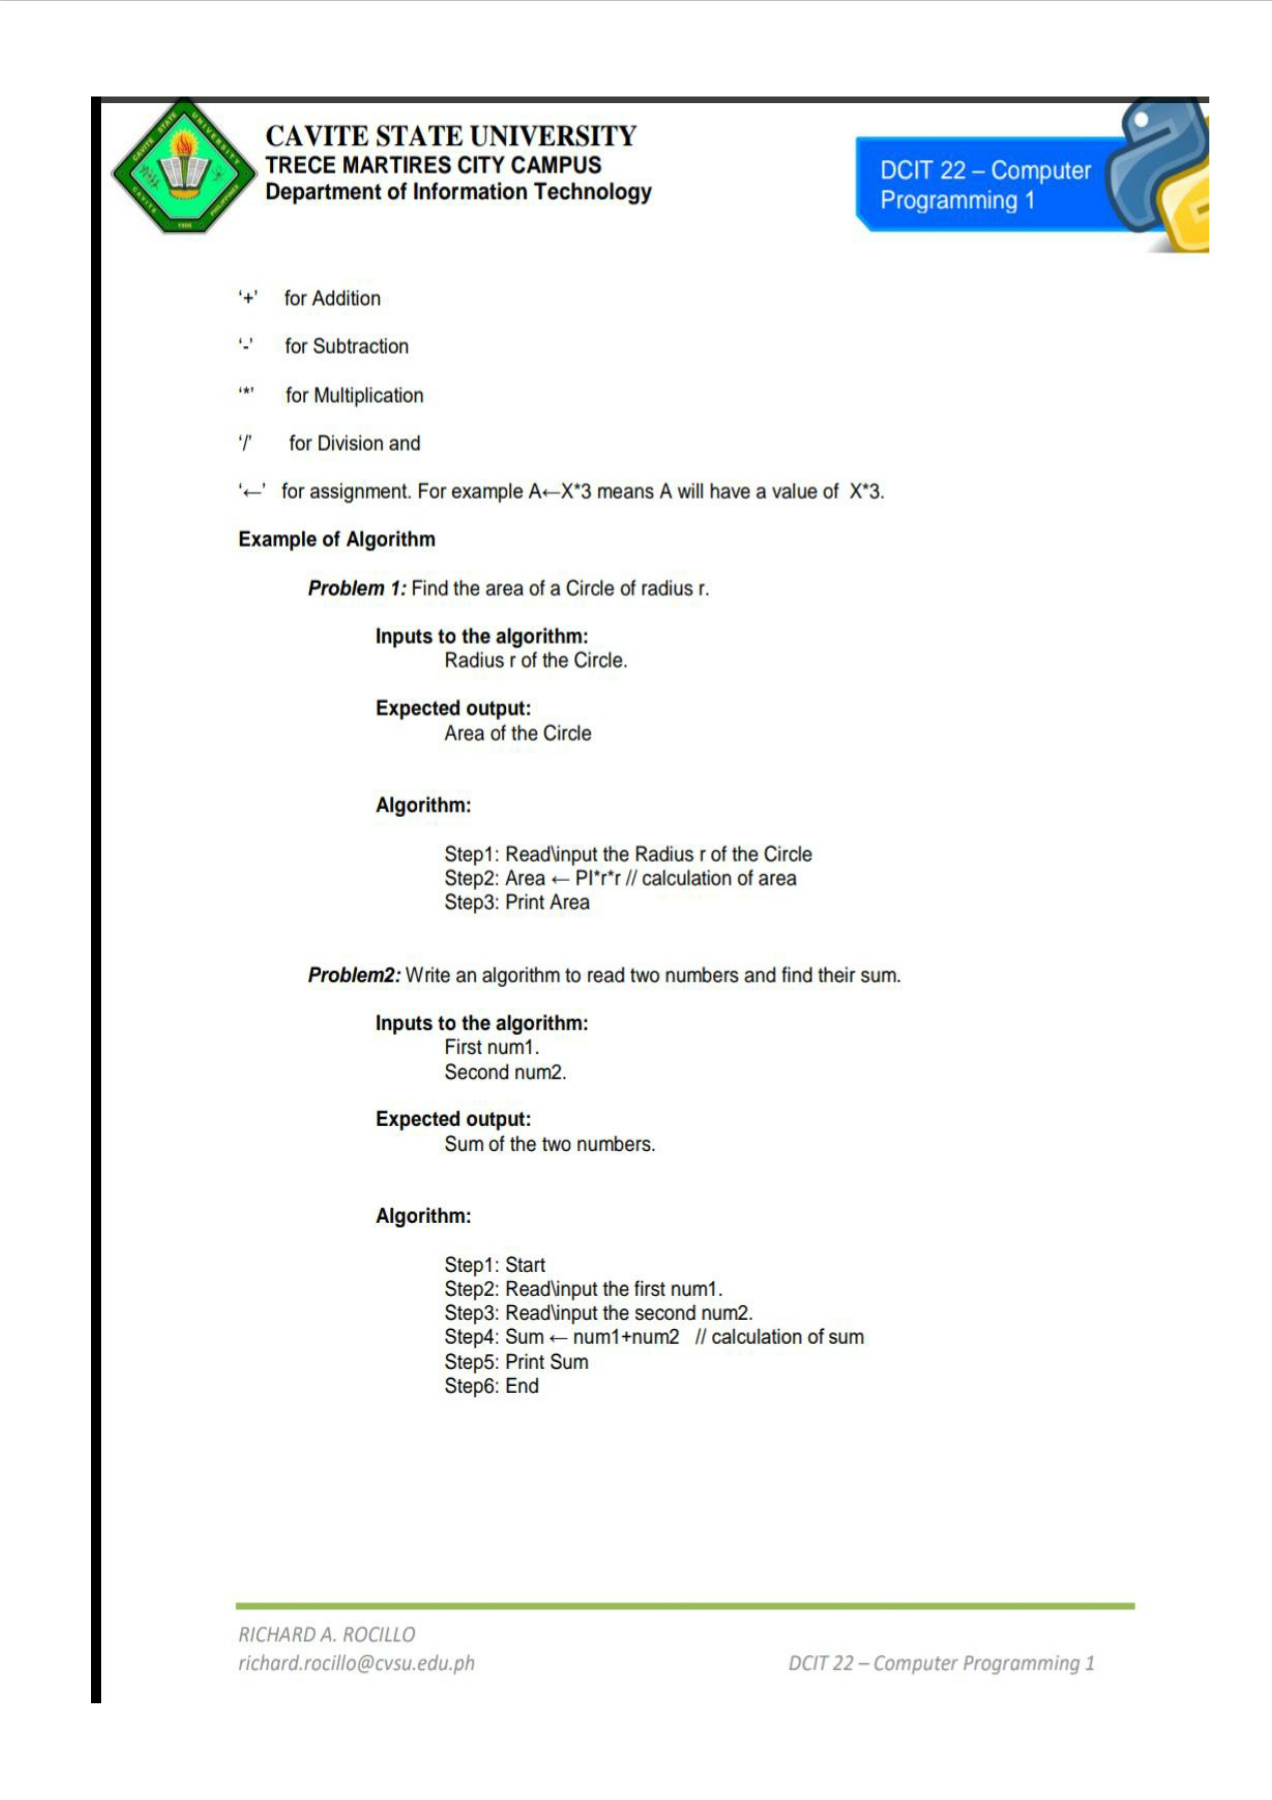 CAVITE STATE UNIVERSITY
TRECE MARTIRES CITY CAMPUS
Department of Information Technology
CAVITE STATE UNIVERSITY
CAVITE
PHILIPPINES
1906
DCIT 22 – Computer
Programming 1
‘+’ for Addition
‘-’ for Subtraction
‘*’ for Multiplication
‘/’ for Division and
‘←’ for assignment. For example A←X*3 means A will have a value of X*3.
Example of Algorithm
Problem 1: Find the area of a Circle of radius r.
Inputs to the algorithm:
Radius r of the Circle.
Expected output:
Area of the Circle
Algorithm:
Step1: Read\input the Radius r of the Circle
Step2: Area ← PI*r*r // calculation of area
Step3: Print Area
Problem2: Write an algorithm to read two numbers and find their sum.
Inputs to the algorithm:
First num1.
Second num2.
Expected output:
Sum of the two numbers.
Algorithm:
Step1: Start
Step2: Read\input the first num1.
Step3: Read\input the second num2.
Step4: Sum ← num1+num2 // calculation of sum
Step5: Print Sum
Step6: End
RICHARD A. ROCILLO
richard.rocillo@cvsu.edu.ph
DCIT 22 – Computer Programming 1